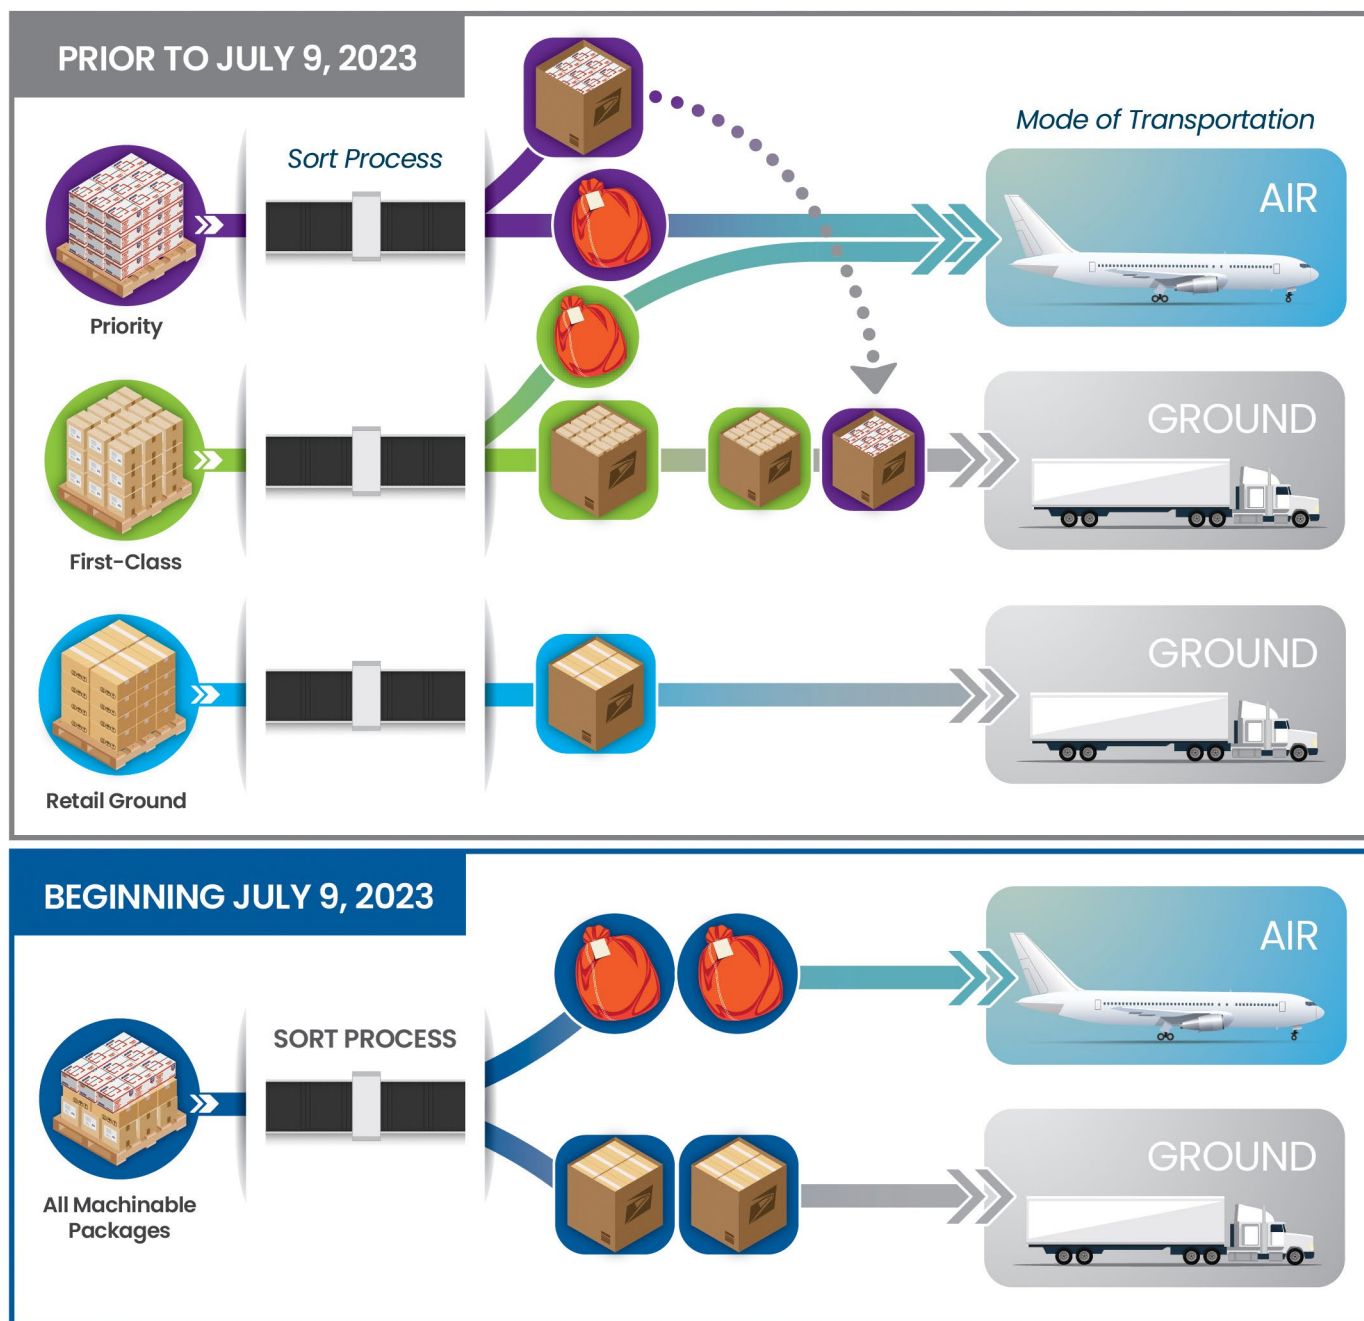 PRIOR TO JULY 9, 2023
Sort Process
Mode of Transportation
AIR
Priority
GROUND
First-Class
GROUND
Retail Ground
BEGINNING JULY 9, 2023
AIR
SORT PROCESS
GROUND
All Machinable
Packages